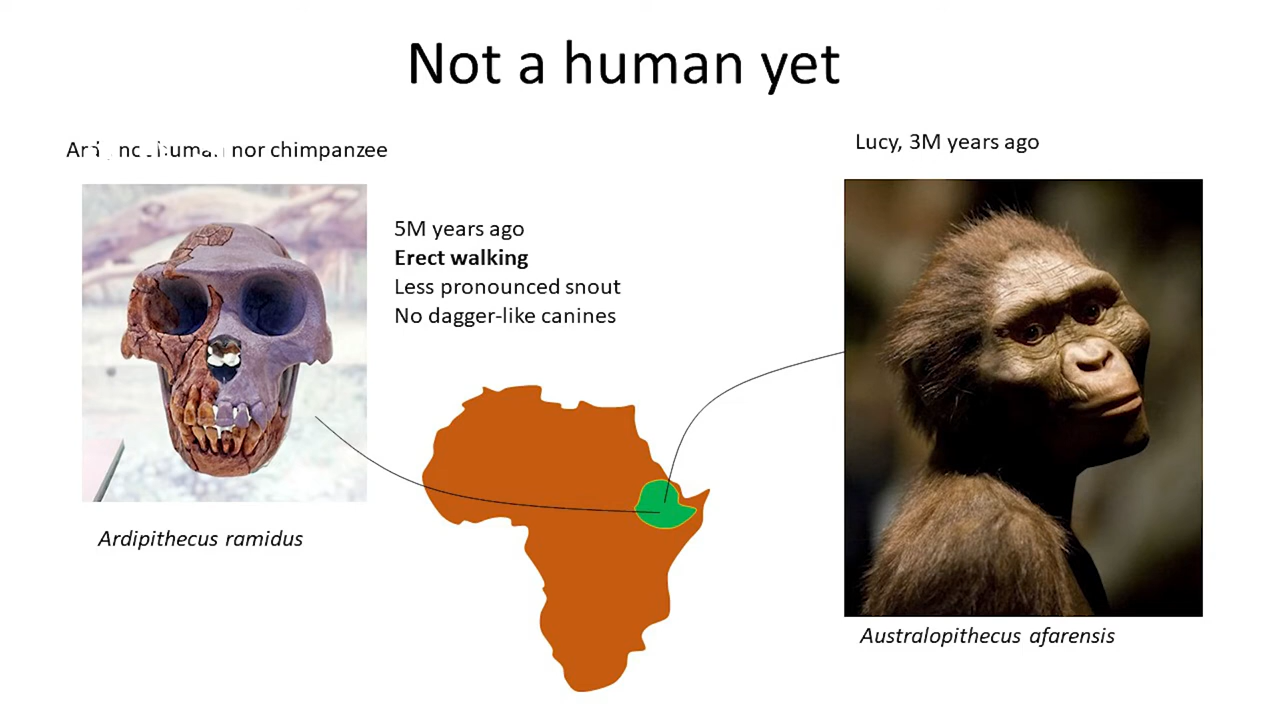 Not a human yet
nor chimpanzee
Lucy, 3M years ago
5M years ago
Erect walking
Less pronounced snout
No dagger-like canines
Ardipithecus ramidus
Australopithecus afarensis